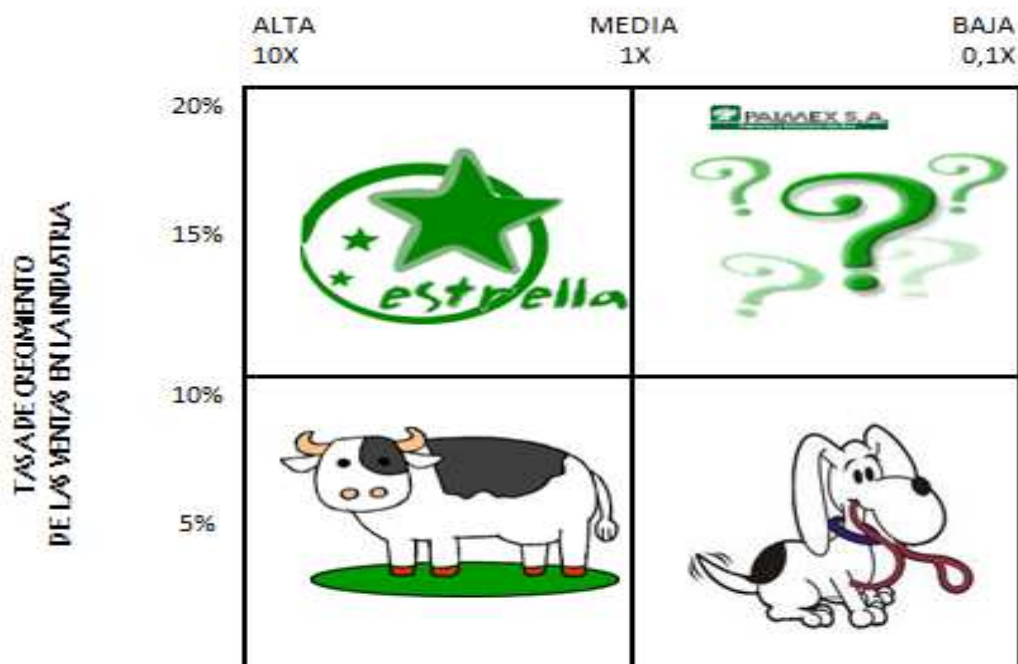 ALTA
MEDIA
BAJA
10X
1X
0,1X
20%
PALMEX S.A.
15%
estrella
TASA DE CRECIMIENTO
DE LAS VENTAS EN LA INDUSTRIA
10%
5%